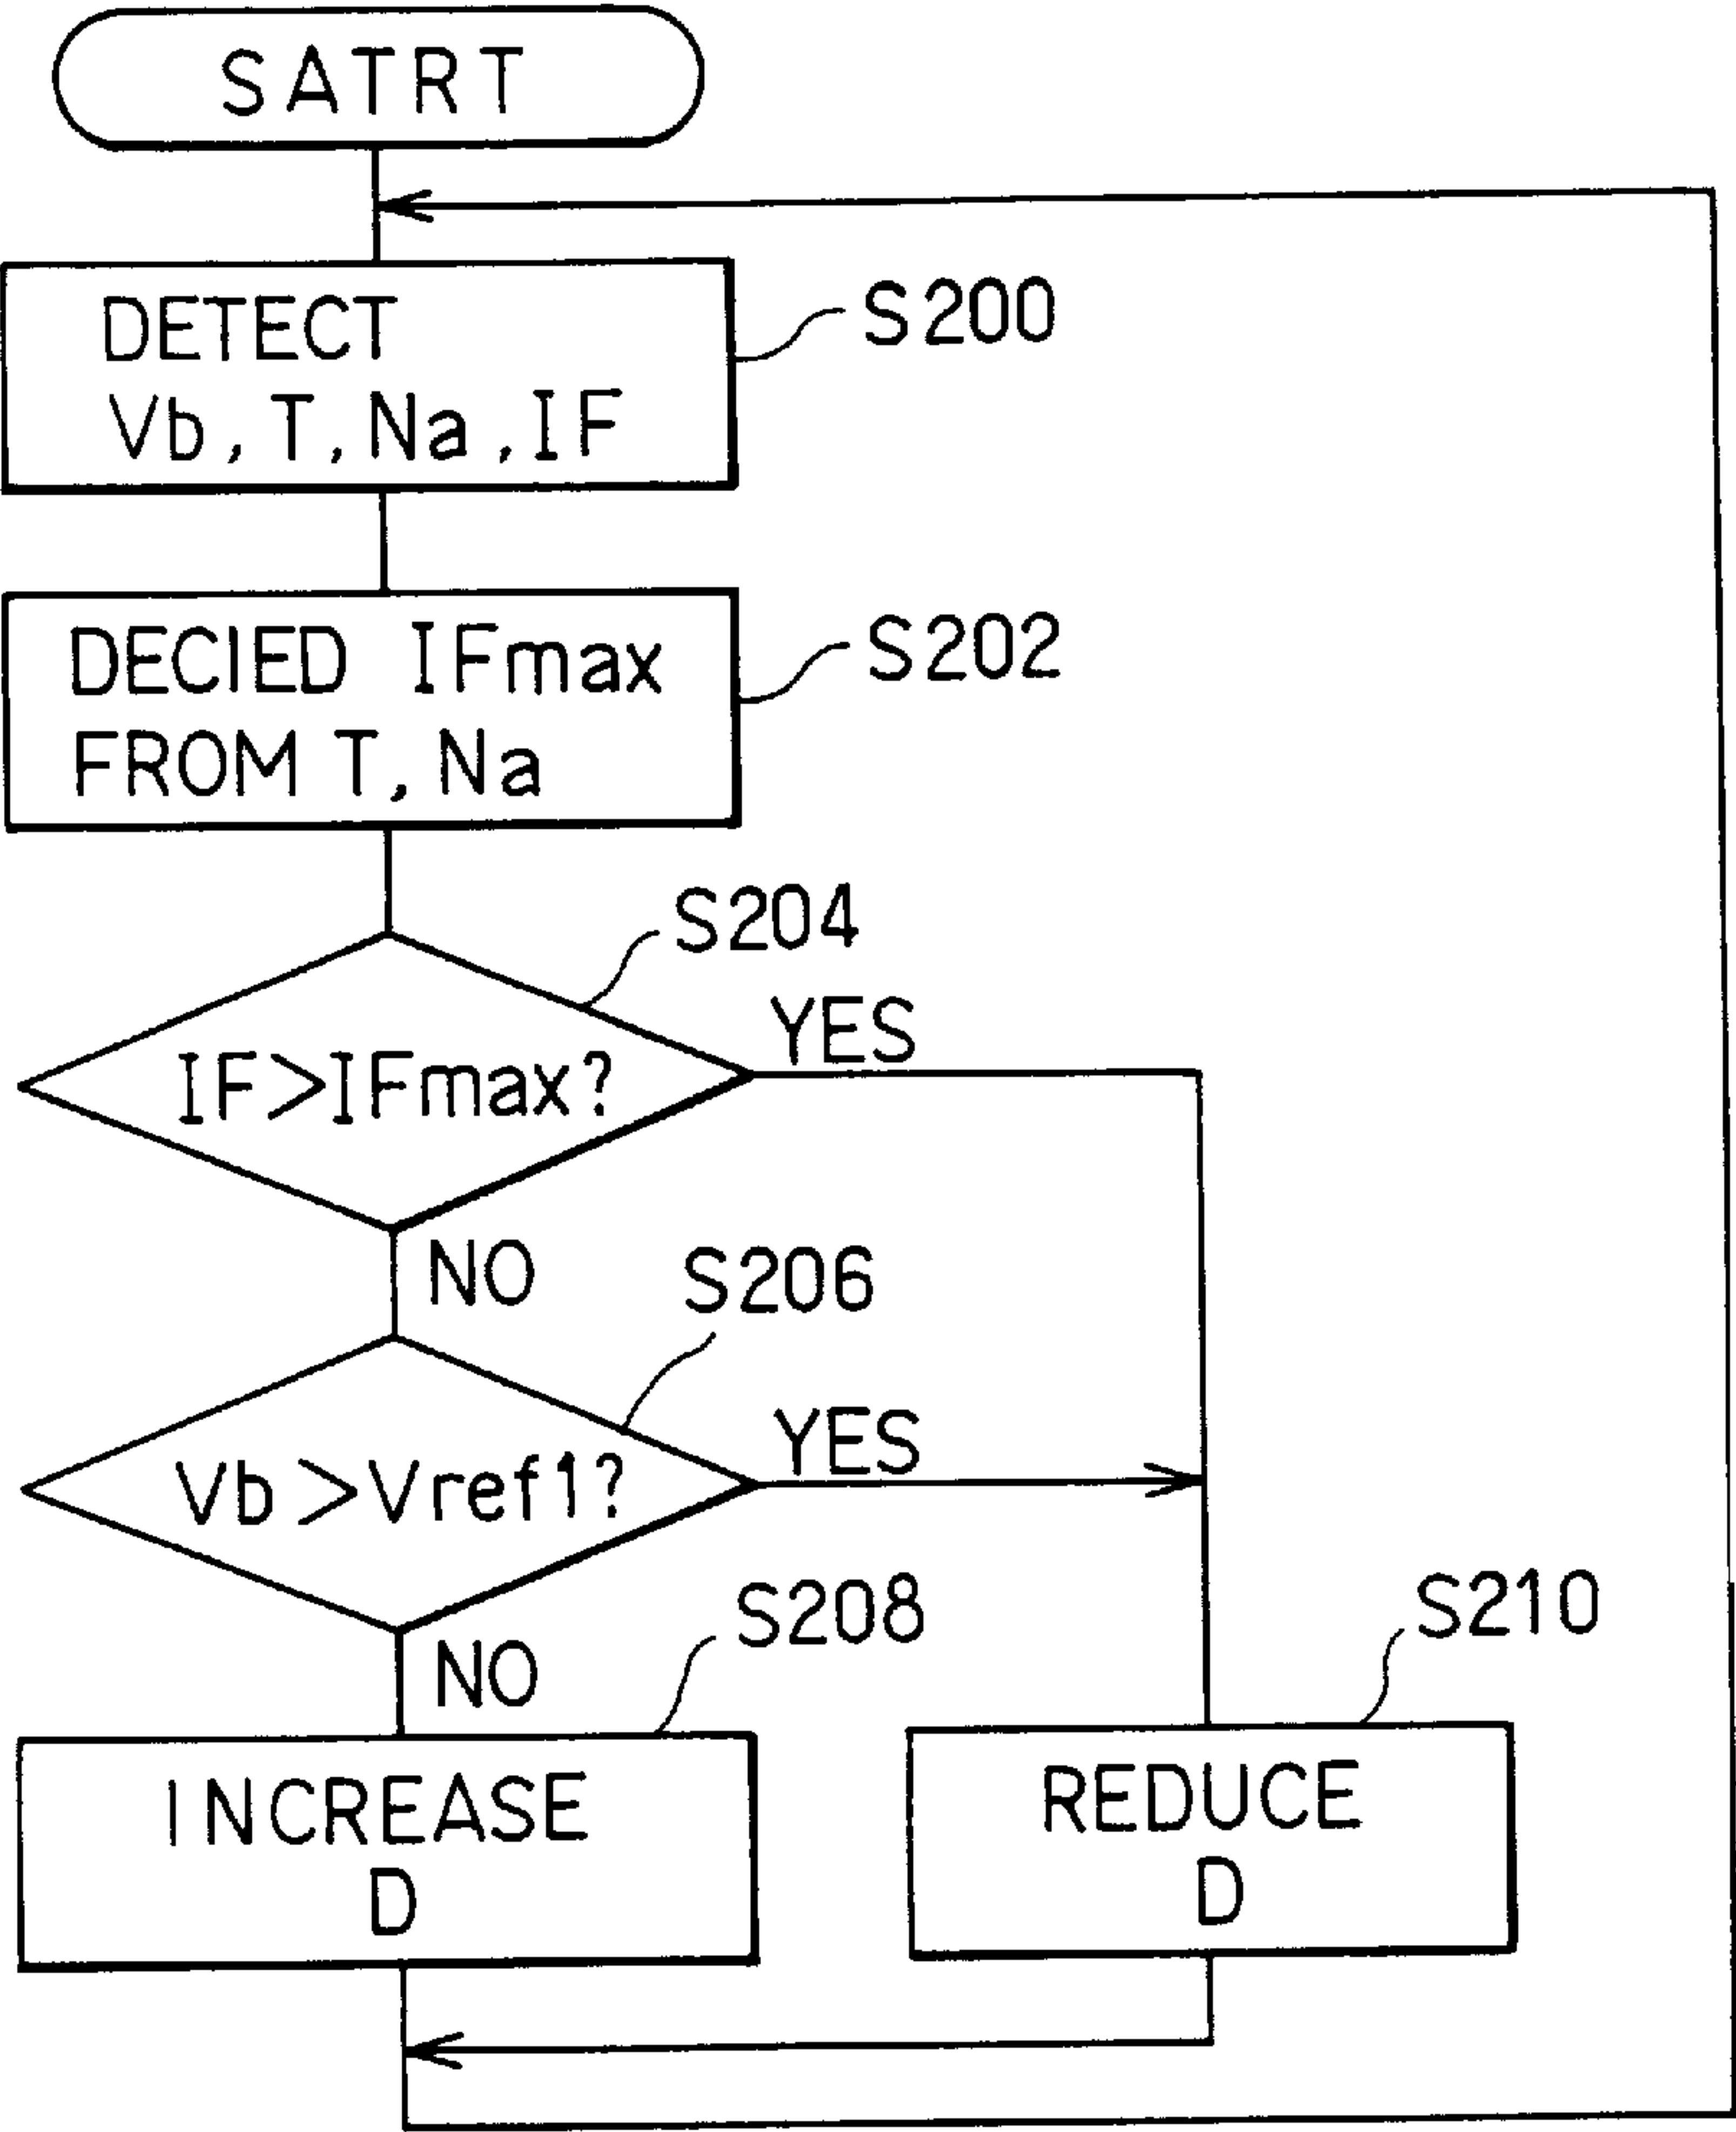 SATRT
DETECT
Vb, T, Na, IF
S200
DECIED IFmax
FROM T, Na
S202
S204
IF>IFmax?
YES
NO
S206
Vb>Vref1?
YES
NO
S208
INCREASE
D
S210
REDUCE
D